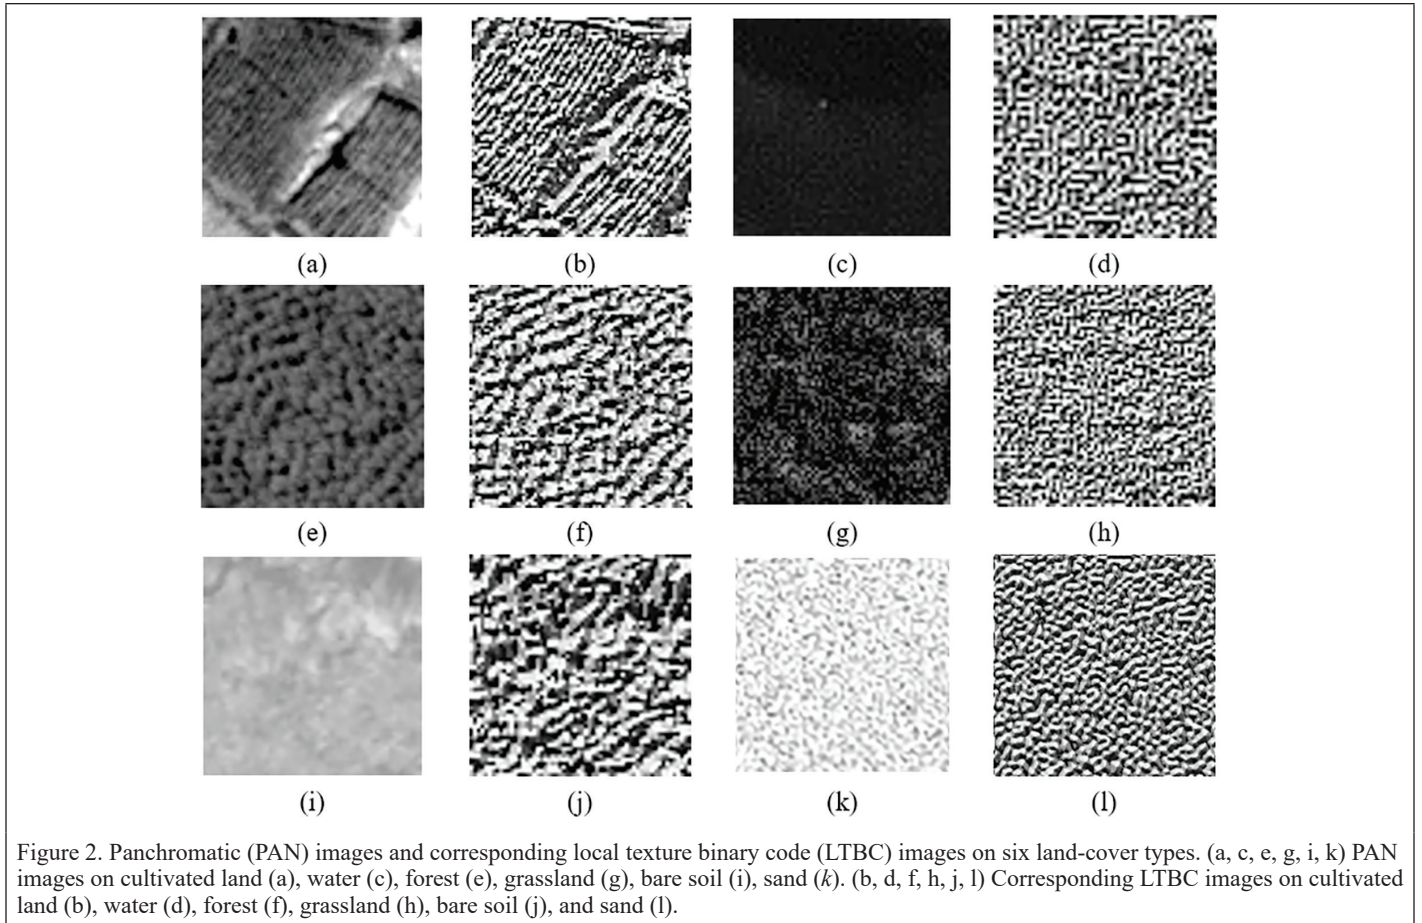 (a) (b) (c) (d)
(e) (f) (g) (h)
(i) (j) (k) (l)
Figure 2. Panchromatic (PAN) images and corresponding local texture binary code (LTBC) images on six land-cover types. (a, c, e, g, i, k) PAN
images on cultivated land (a), water (c), forest (e), grassland (g), bare soil (i), sand (k). (b, d, f, h, j, l) Corresponding LTBC images on cultivated
land (b), water (d), forest (f), grassland (h), bare soil (j), and sand (l).